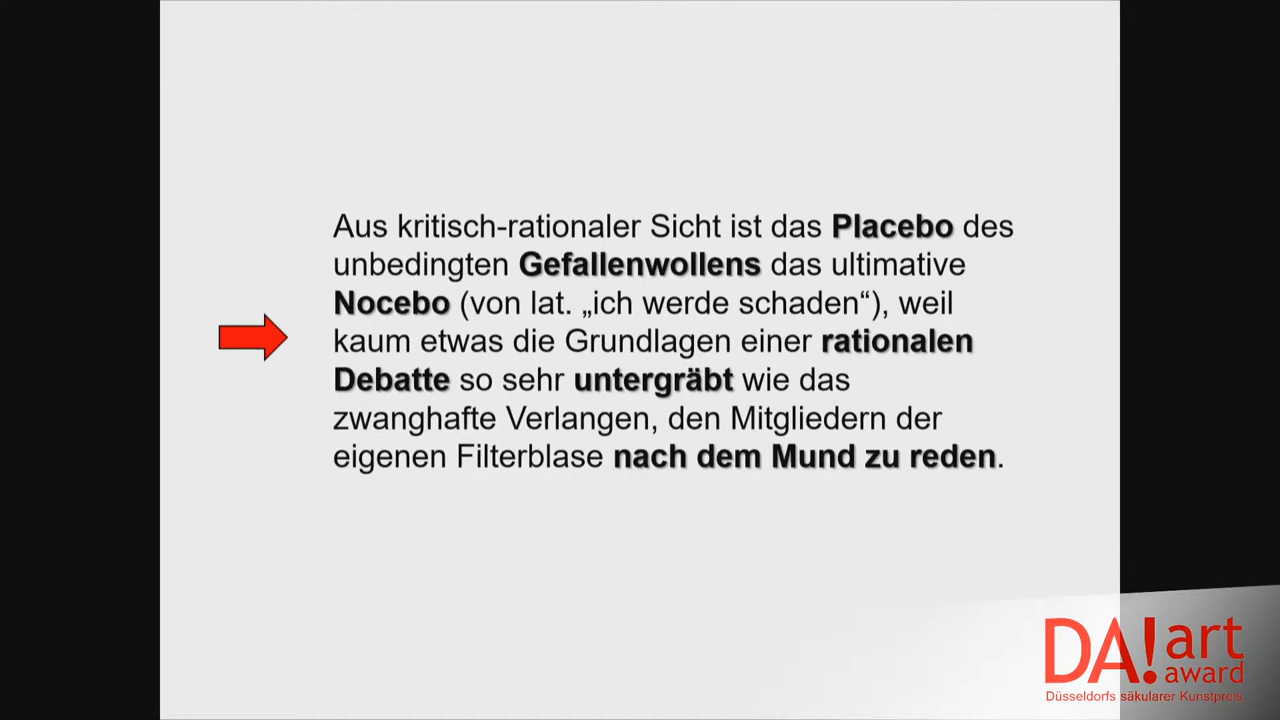 Aus kritisch-rationaler Sicht ist das Placebo des
unbedingten Gefallenwollens das ultimative
Nocebo (von lat. „ich werde schaden“), weil
kaum etwas die Grundlagen einer rationalen
Debatte so sehr untergräbt wie das
zwanghafte Verlangen, den Mitgliedern der
eigenen Filterblase nach dem Mund zu reden.
DA! art
award
Düsseldorfs säkularer Kunstpreis